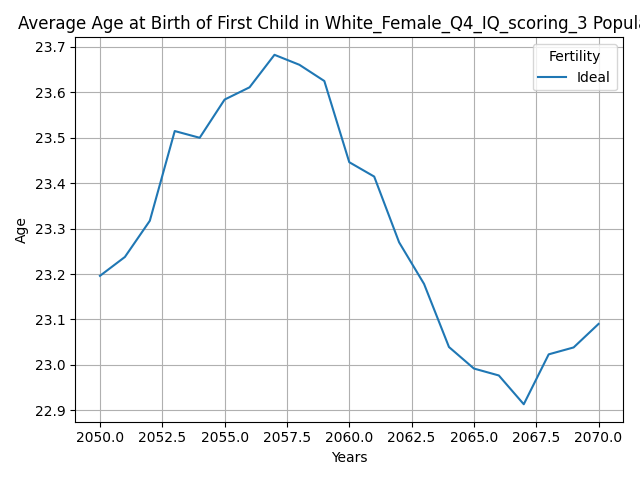 Average Age at Birth of First Child in White_Female_Q4_IQ_scoring_3 Popula
Fertility
Ideal
Age
23.7
23.6
23.5
23.4
23.3
23.2
23.1
23.0
22.9
2050.0 2052.5 2055.0 2057.5 2060.0 2062.5 2065.0 2067.5 2070.0
Years